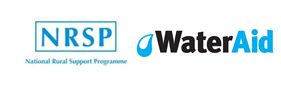 NRSP
National Rural Support Programme
WaterAid